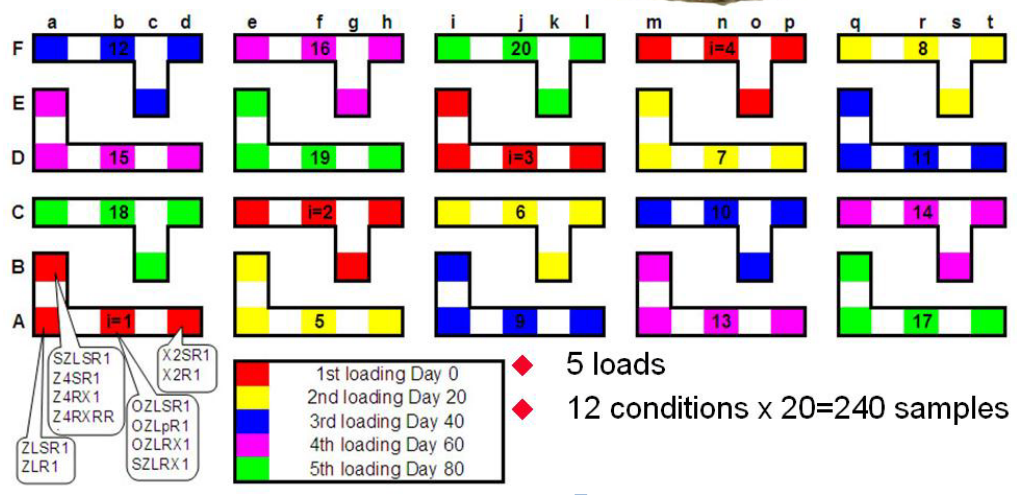 a b c d e f g h i j k l m n o p q r s t
F 12 16 20 i=4 8
E
D 15 19 i=3 7 11
C 18 i=2 6 10 14
B
A i=1 5 9 13 17
SZLSR1
Z4SR1
Z4RX1
Z4RXRR
X2SR1
X2R1
OZLSR1
OZLpR1
OZLRX1
SZLRX1
ZLSR1
ZLR1
1st loading Day 0
2nd loading Day 20
3rd loading Day 40
4th loading Day 60
5th loading Day 80
5 loads
12 conditions x 20=240 samples